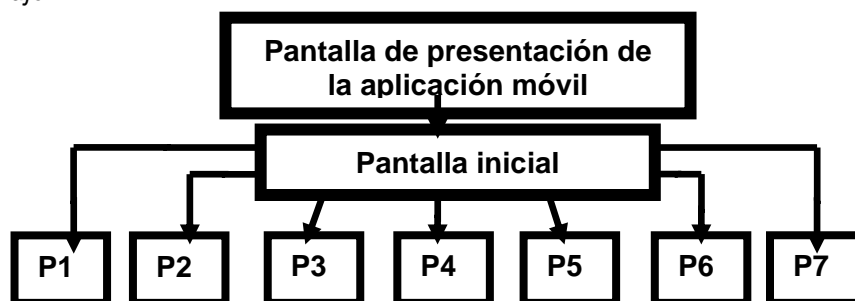 Pantalla de presentación de
la aplicación móvil
Pantalla inicial
P1 P2 P3 P4 P5 P6 P7